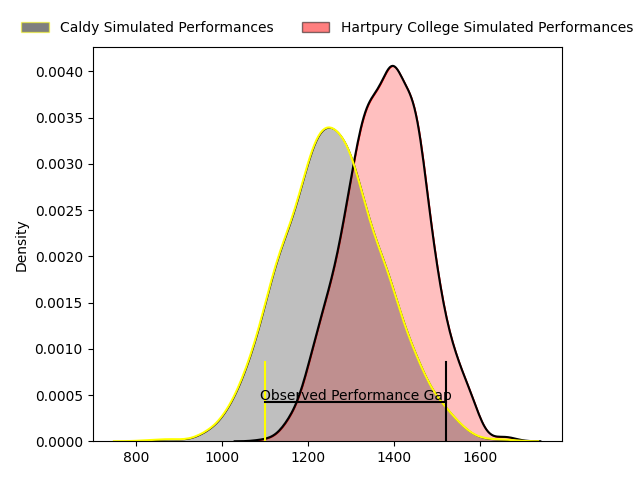 Caldy Simulated Performances
Hartpury College Simulated Performances
0.0040
0.0035
0.0030
0.0025
0.0020
0.0015
0.0010
0.0005
0.0000
Density
Observed Performance Gap
800 1000 1200 1400 1600